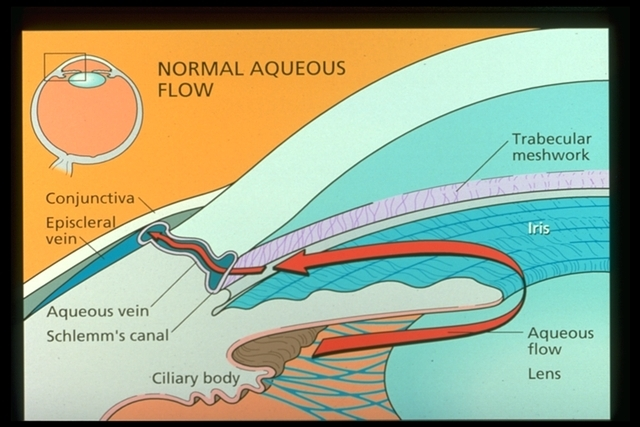 NORMAL AQUEOUS
FLOW
Trabecular
meshwork
Conjunctiva
Episcleral
vein
Iris
Aqueous vein
Schlemm's canal
Aqueous
flow
Ciliary body
Lens